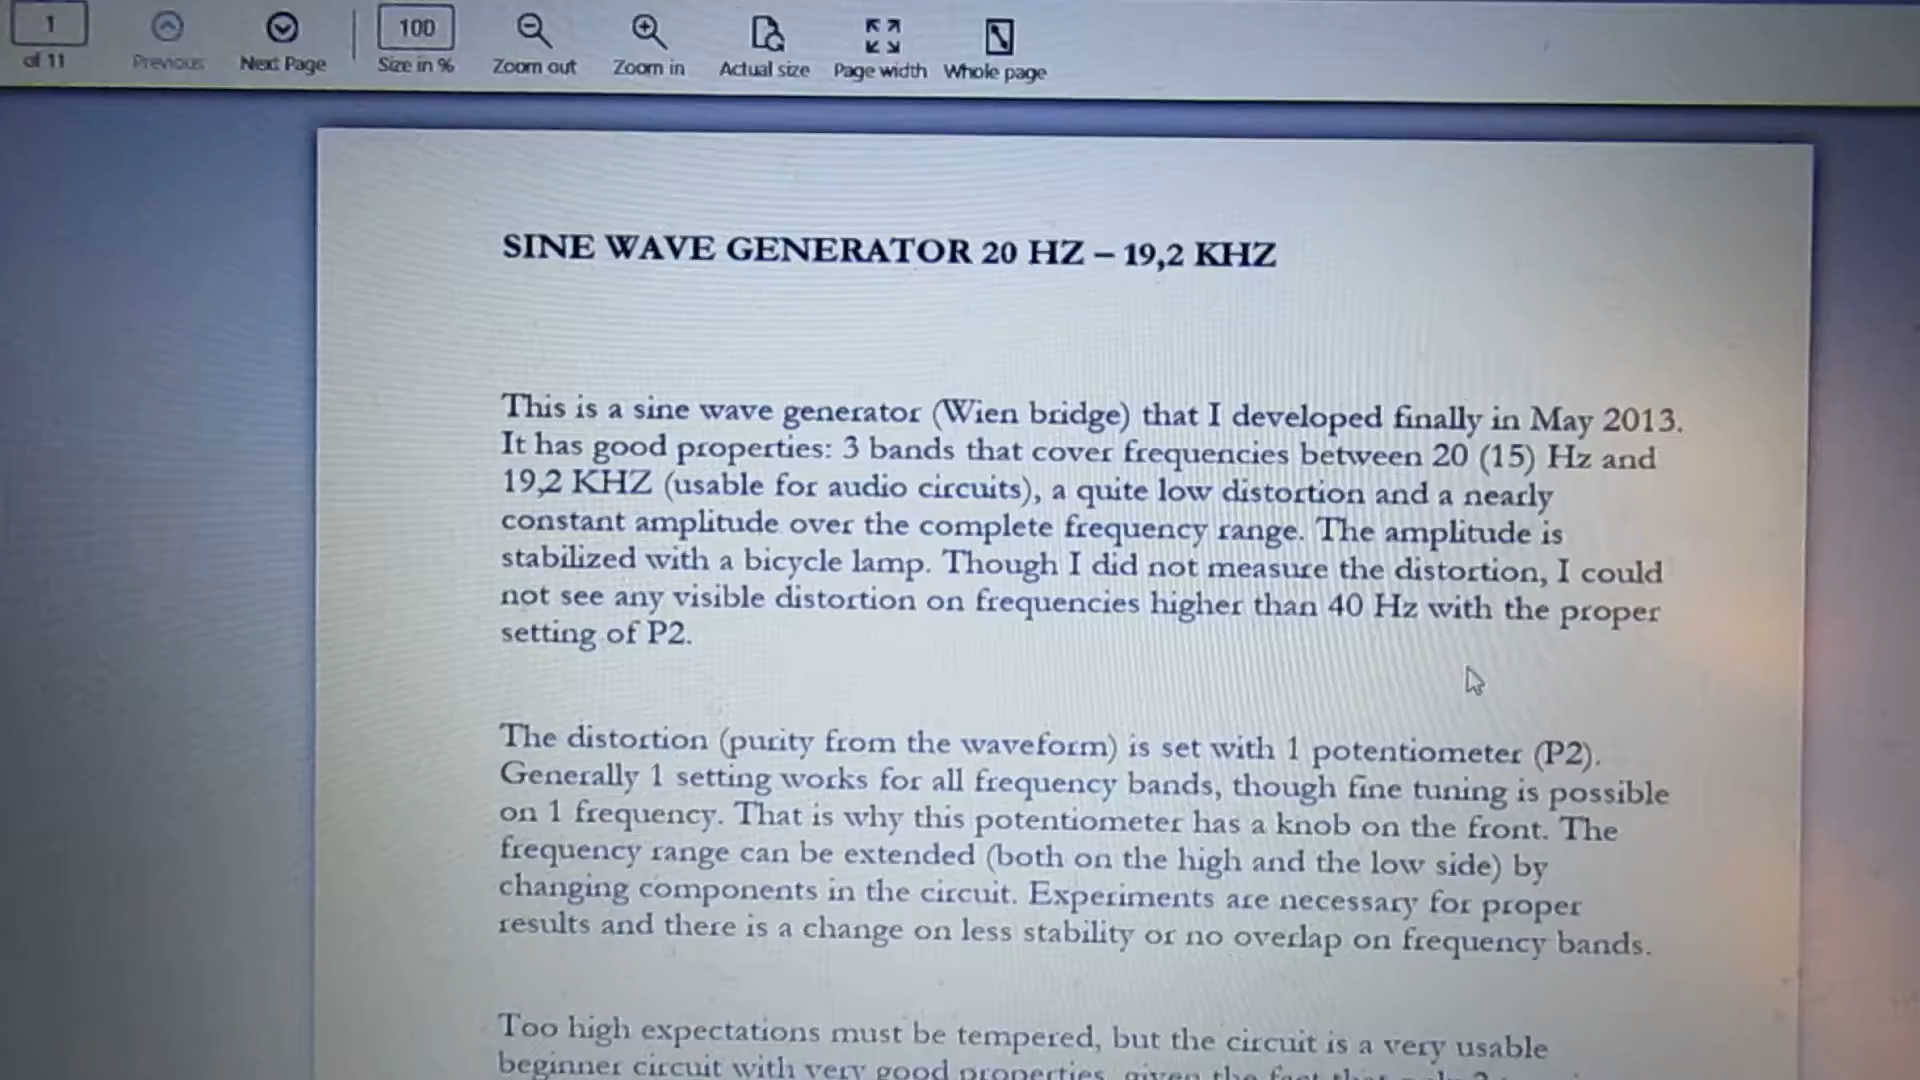 1
of 11
Previous
Next Page
100
Size in %
Zoom out
Zoom in
Actual size
Page width
Whole page
SINE WAVE GENERATOR 20 HZ – 19,2 KHZ
This is a sine wave generator (Wien bridge) that I developed finally in May 2013.
It has good properties: 3 bands that cover frequencies between 20 (15) Hz and
19,2 KHZ (usable for audio circuits), a quite low distortion and a nearly
constant amplitude over the complete frequency range. The amplitude is
stabilized with a bicycle lamp. Though I did not measure the distortion, I could
not see any visible distortion on frequencies higher than 40 Hz with the proper
setting of P2.
The distortion (purity from the waveform) is set with 1 potentiometer (P2).
Generally 1 setting works for all frequency bands, though fine tuning is possible
on 1 frequency. That is why this potentiometer has a knob on the front. The
frequency range can be extended (both on the high and the low side) by
changing components in the circuit. Experiments are necessary for proper
results and there is a change on less stability or no overlap on frequency bands.
Too high expectations must be tempered, but the circuit is a very usable
beginner circuit with very good properties, given the fact that only